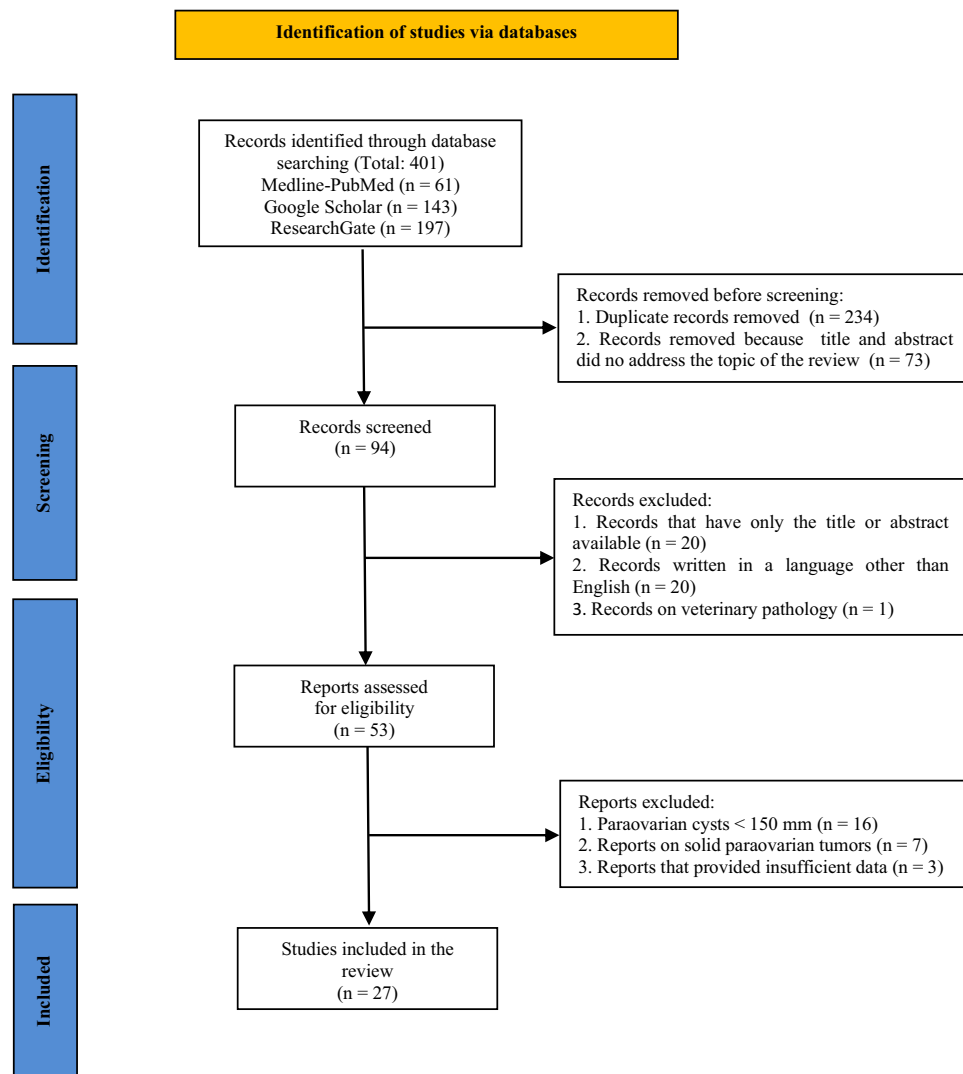 Identification of studies via databases
Identification
Records identified through database
searching (Total: 401)
Medline-PubMed (n = 61)
Google Scholar (n = 143)
ResearchGate (n = 197)
Records removed before screening:
1. Duplicate records removed (n = 234)
2. Records removed because title and abstract
did no address the topic of the review (n = 73)
Screening
Records screened
(n = 94)
Records excluded:
1. Records that have only the title or abstract
available (n = 20)
2. Records written in a language other than
English (n = 20)
3. Records on veterinary pathology (n = 1)
Eligibility
Reports assessed
for eligibility
(n = 53)
Reports excluded:
1. Paraovarian cysts < 150 mm (n = 16)
2. Reports on solid paraovarian tumors (n = 7)
3. Reports that provided insufficient data (n = 3)
Included
Studies included in the
review
(n = 27)